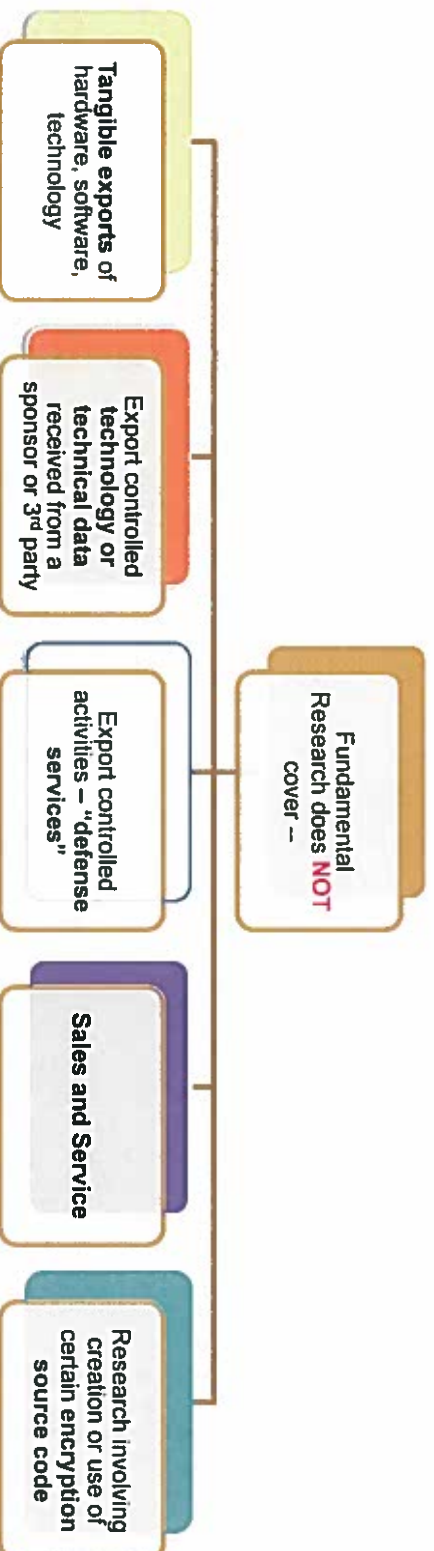 Fundamental
Research does NOT
cover –
Tangible exports of
hardware, software,
technology
Export controlled
technology or
technical data
received from a
sponsor or 3rd party
Export controlled
activities – “defense
services”
Sales and Service
Research involving
creation or use of
certain encryption
source code